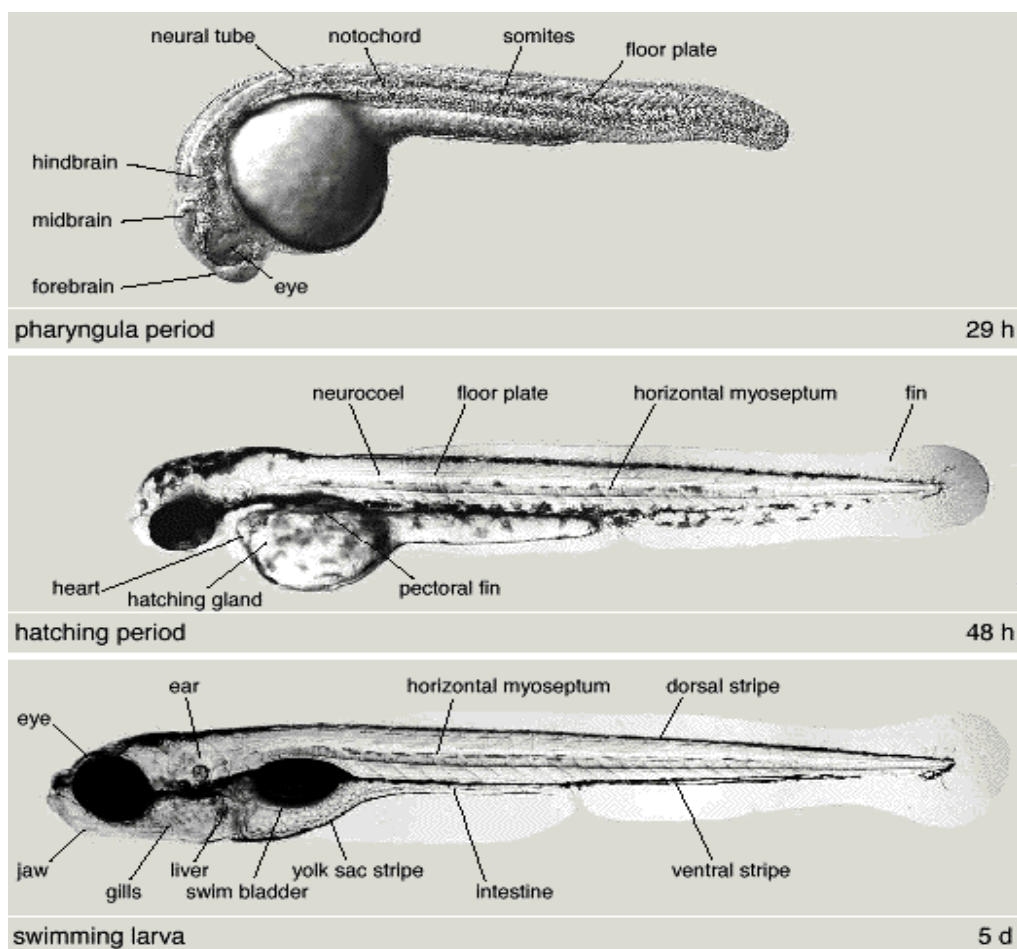 neural tube
notochord
somites
floor plate
hindbrain
midbrain
forebrain
eye
pharyngula period 29 h
neurocoel
floor plate
horizontal myoseptum
fin
heart
hatching gland
pectoral fin
hatching period 48 h
ear
horizontal myoseptum
dorsal stripe
eye
jaw
gills
liver
swim bladder
yolk sac stripe
intestine
ventral stripe
swimming larva 5 d